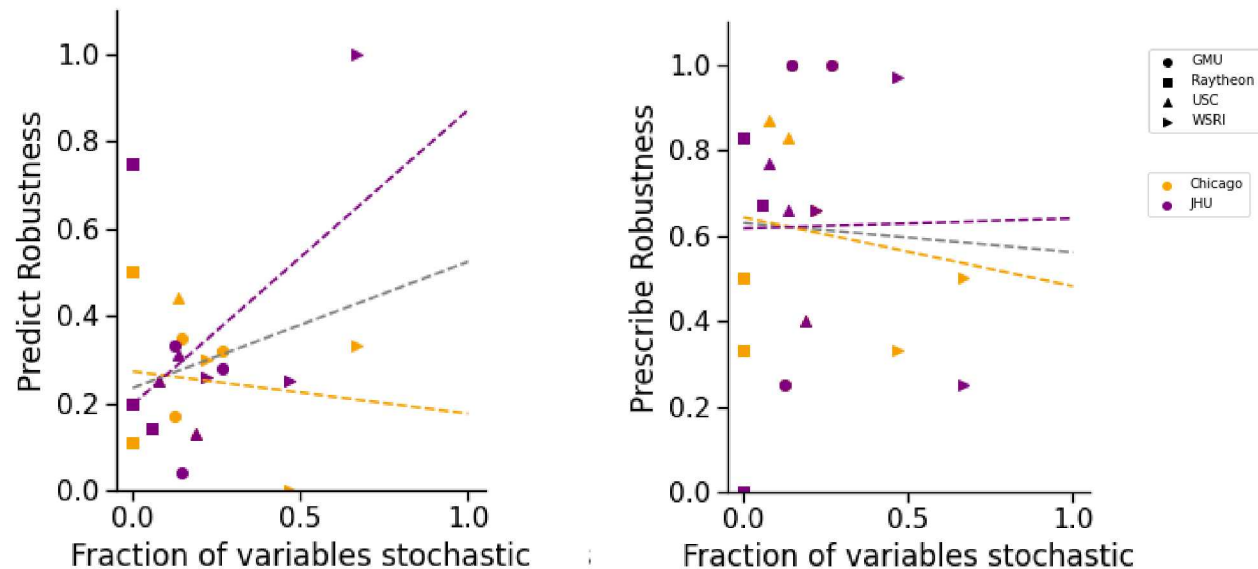 Predict Robustness
1.0
0.8
0.6
0.4
0.2
0.0
0.0 0.5 1.0
Fraction of variables stochastic
Prescribe Robustness
1.0
0.8
0.6
0.4
0.2
0.0
0.0 0.5 1.0
Fraction of variables stochastic
GMU
Raytheon
USC
WSRI
Chicago
JHU